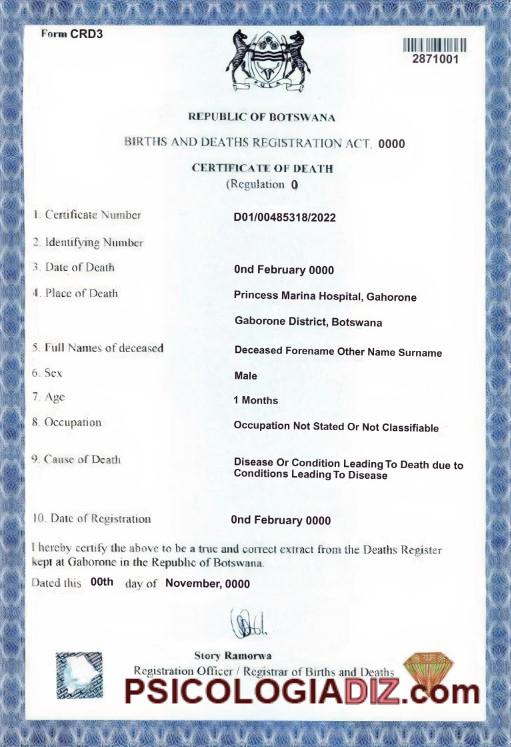 Form CRD3
2871001
PULA
REPUBLIC OF BOTSWANA
BIRTHS AND DEATHS REGISTRATION ACT, 0000
CERTIFICATE OF DEATH
(Regulation 0
1. Certificate Number D01/00485318/2022
2. Identifying Number
3. Date of Death 0nd February 0000
4. Place of Death Princess Marina Hospital, Gahorone
Gaborone District, Botswana
5. Full Names of deceased Deceased Forename Other Name Surname
6. Sex Male
7. Age 1 Months
8. Occupation Occupation Not Stated Or Not Classifiable
9. Cause of Death Disease Or Condition Leading To Death due to
Conditions Leading To Disease
10. Date of Registration 0nd February 0000
I hereby certify the above to be a true and correct extract from the Deaths Register
kept at Gaborone in the Republic of Botswana.
Dated this 00th day of November, 0000
Story Ramorwa
Registration Officer / Registrar of Births and Deaths
PSICOLOGIADIZ.com